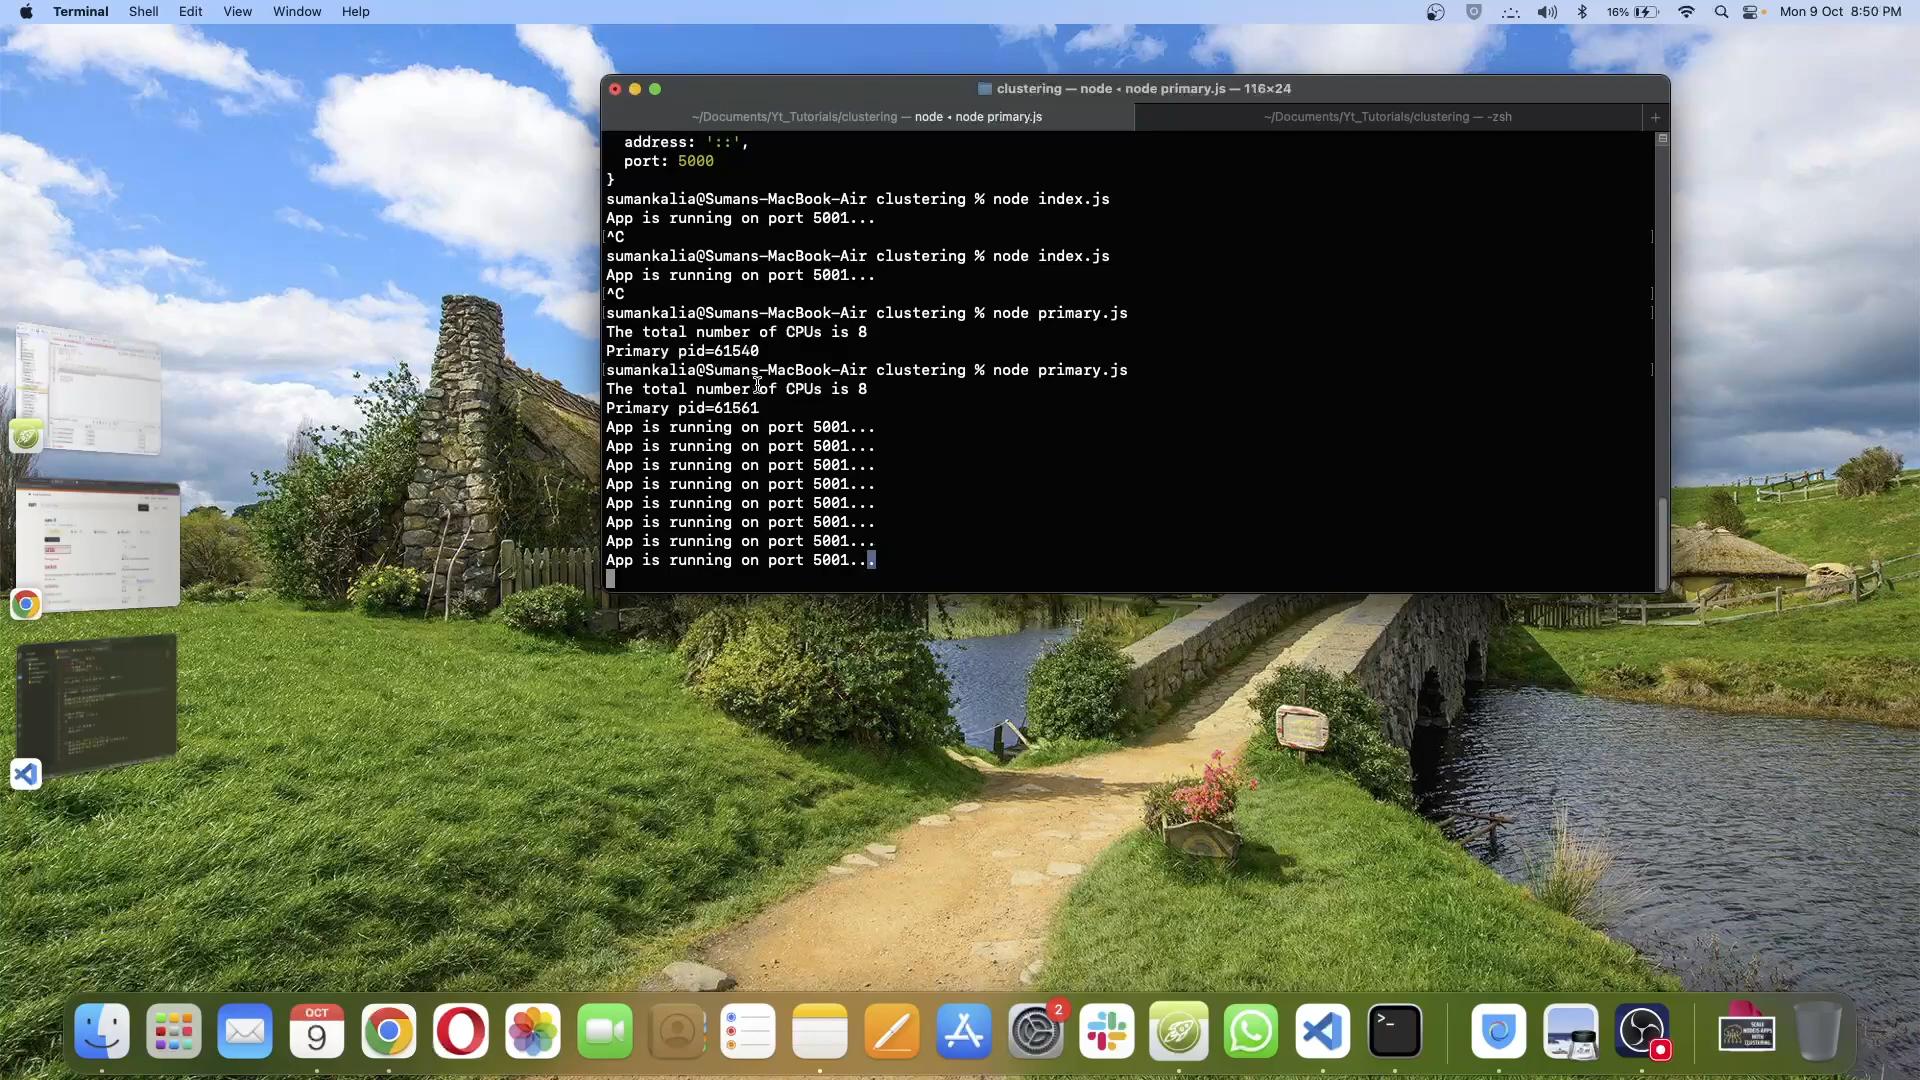 Terminal Shell Edit View Window Help
16% Mon 9 Oct 8:50 PM
clustering — node ◂ node primary.js — 116×24
~/Documents/Yt_Tutorials/clustering — node ◂ node primary.js
~/Documents/Yt_Tutorials/clustering — -zsh
address: '::',
port: 5000
}
sumankalia@Sumans-MacBook-Air clustering % node index.js
App is running on port 5001...
^C
sumankalia@Sumans-MacBook-Air clustering % node index.js
App is running on port 5001...
^C
sumankalia@Sumans-MacBook-Air clustering % node primary.js
The total number of CPUs is 8
Primary pid=61540
sumankalia@Sumans-MacBook-Air clustering % node primary.js
The total number of CPUs is 8
Primary pid=61561
App is running on port 5001...
App is running on port 5001...
App is running on port 5001...
App is running on port 5001...
App is running on port 5001...
App is running on port 5001...
App is running on port 5001...
App is running on port 5001...
OCT
9
2